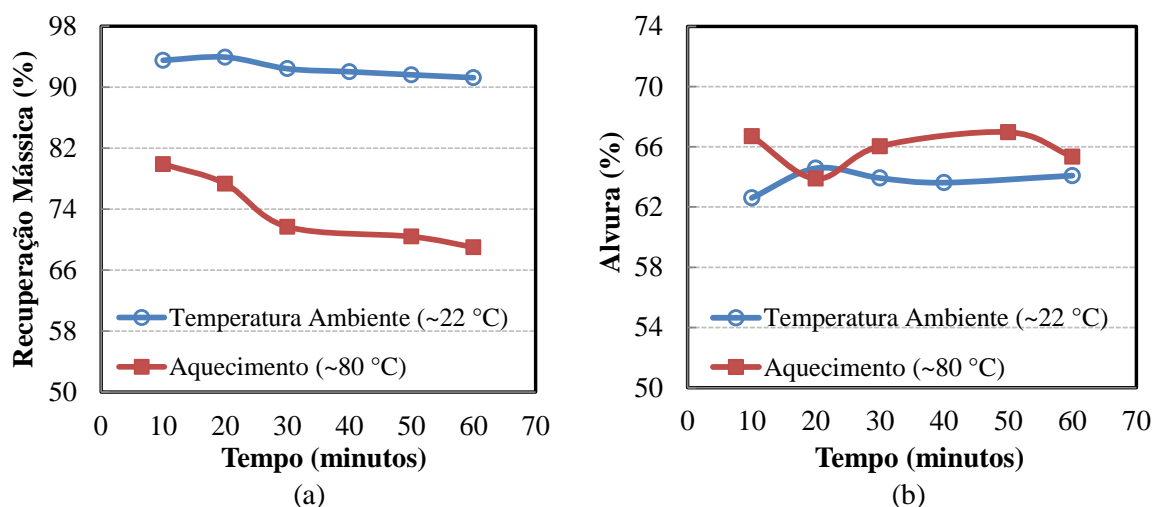 98
90
82
74
66
58
50
Recuperação Mássica (%)
Temperatura Ambiente (~22 °C)
Aquecimento (~80 °C)
0 10 20 30 40 50 60 70
Tempo (minutos)
(a)
74
70
66
62
58
54
50
Alvura (%)
Temperatura Ambiente (~22 °C)
Aquecimento (~80 °C)
0 10 20 30 40 50 60 70
Tempo (minutos)
(b)